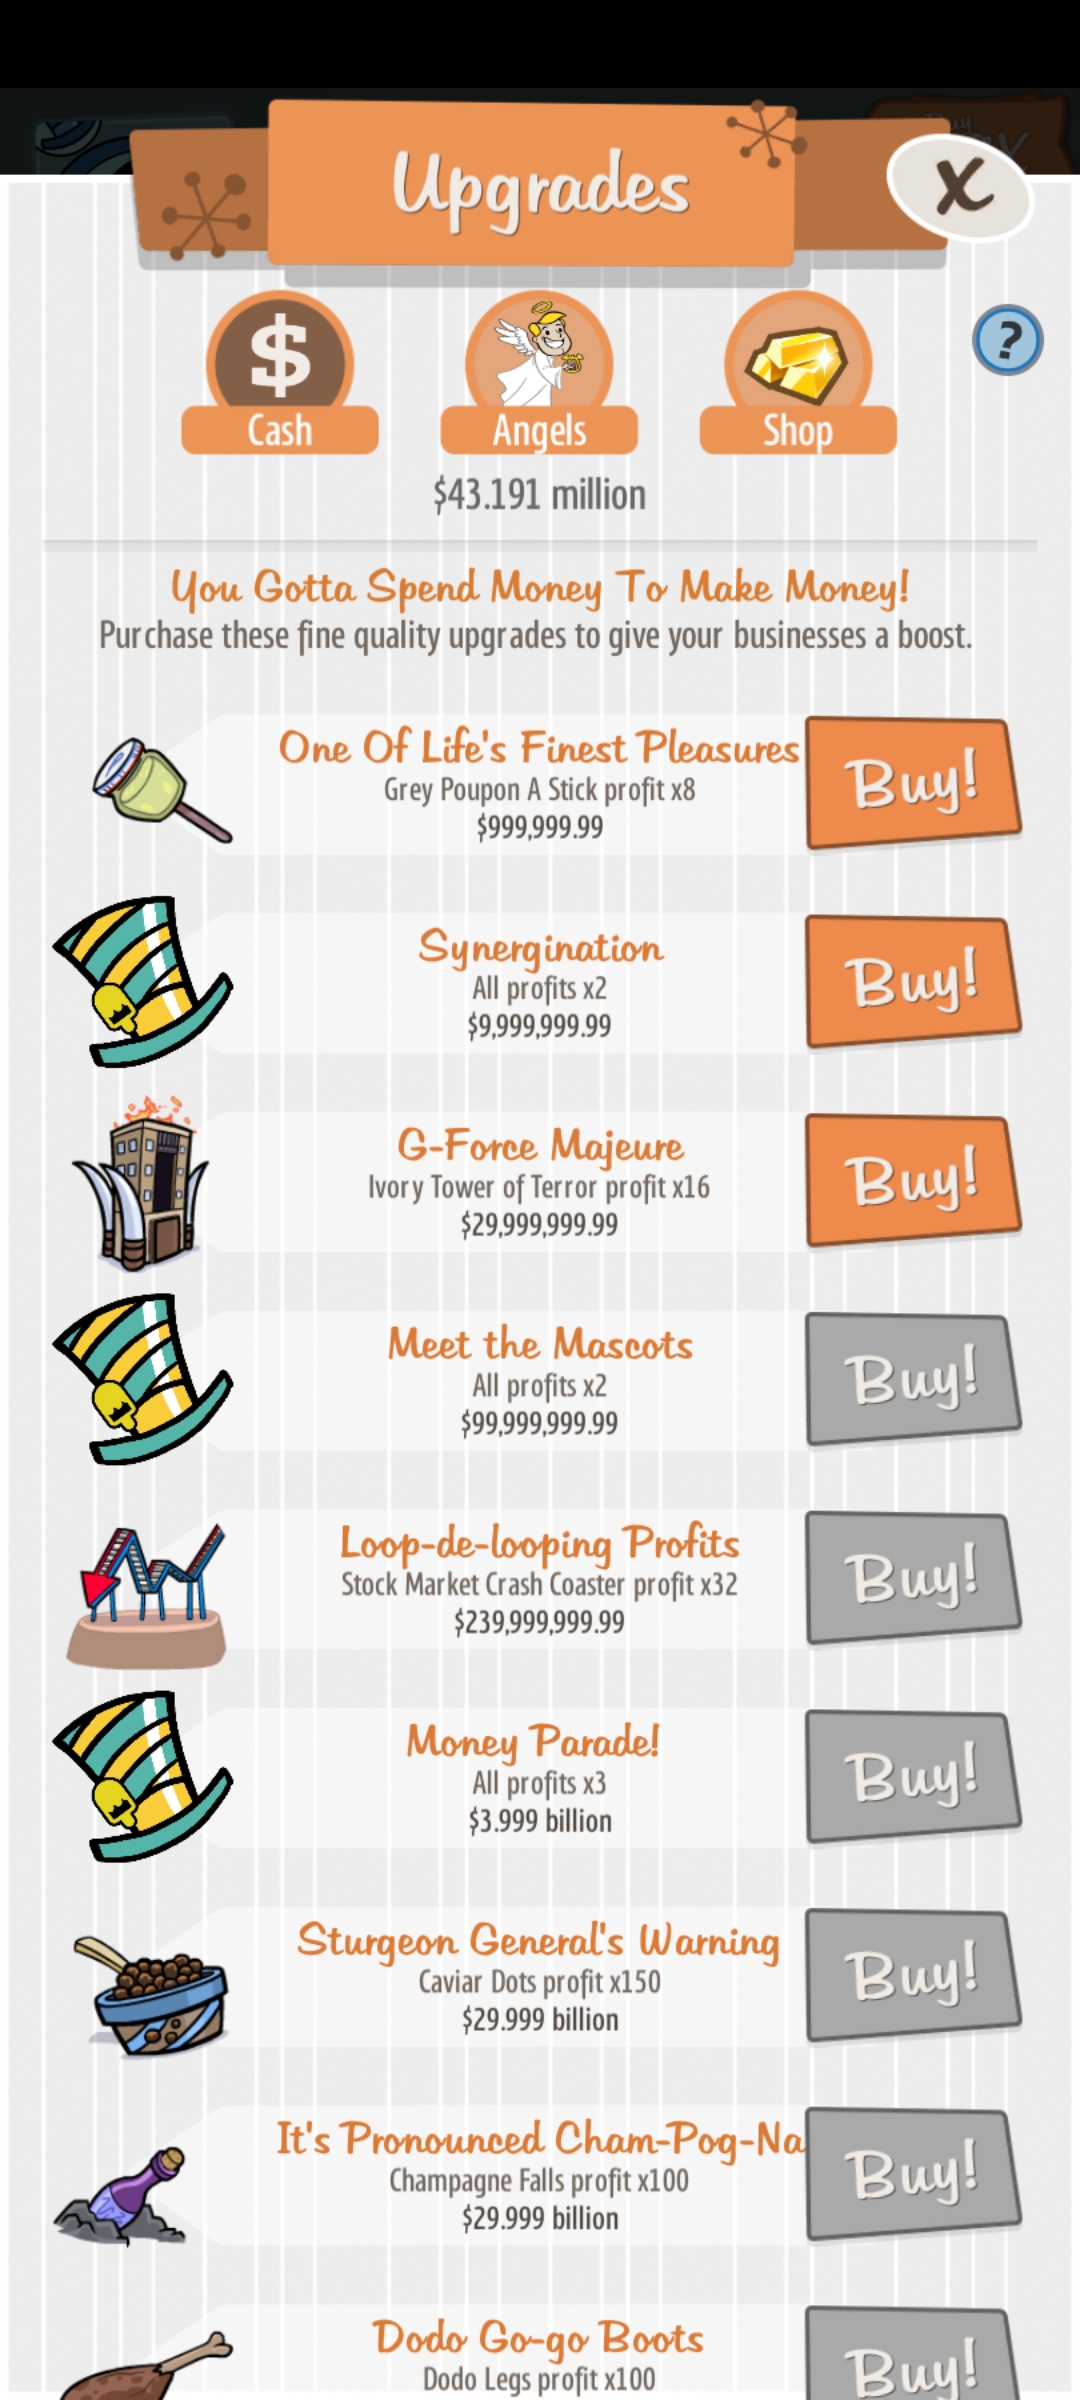 Upgrades
X
?
$
Cash
Angels
Shop
$43.191 million
You Gotta Spend Money To Make Money!
Purchase these fine quality upgrades to give your businesses a boost.
One Of Life's Finest Pleasures
Grey Poupon A Stick profit x8
$999,999.99
Buy!
Synergination
All profits x2
$9,999,999.99
Buy!
G-Force Majeure
Ivory Tower of Terror profit x16
$29,999,999.99
Buy!
Meet the Mascots
All profits x2
$99,999,999.99
Buy!
Loop-de-looping Profits
Stock Market Crash Coaster profit x32
$239,999,999.99
Buy!
Money Parade!
All profits x3
$3.999 billion
Buy!
Sturgeon General's Warning
Caviar Dots profit x150
$29.999 billion
Buy!
It's Pronounced Cham-Pog-Na
Champagne Falls profit x100
$29.999 billion
Buy!
Dodo Go-go Boots
Dodo Legs profit x100
Buy!